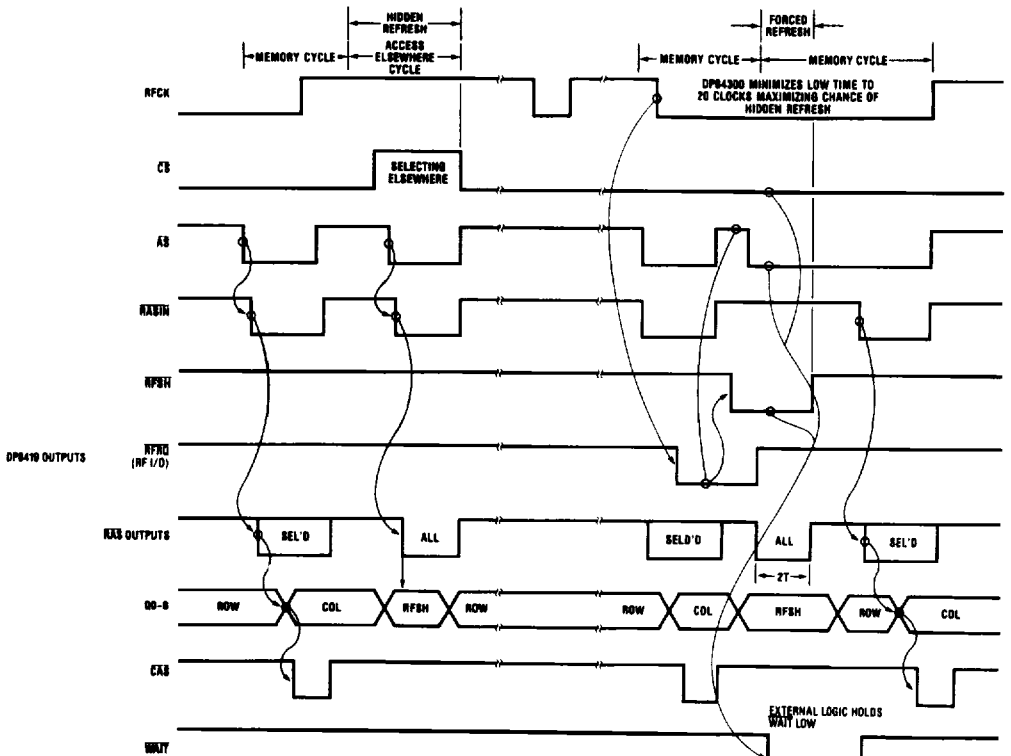 HIDDEN
REFRESH
FORCED
REFRESH
MEMORY CYCLE
ACCESS
ELSEWHERE
CYCLE
MEMORY CYCLE
MEMORY CYCLE
RFCK
DP84300 MINIMIZES LOW TIME TO
20 CLOCKS MAXIMIZING CHANCE OF
HIDDEN REFRESH
CS
SELECTING
ELSEWHERE
AS
RASIN
RFSH
DP8419 OUTPUTS
RFRQ
(RF I/O)
RAS OUTPUTS
SEL'D
ALL
SELD'D
ALL
SEL'D
2T
Q0-8
ROW
COL
RFSH
ROW
ROW
COL
RFSH
ROW
COL
CAS
EXTERNAL LOGIC HOLDS
WAIT LOW
WAIT